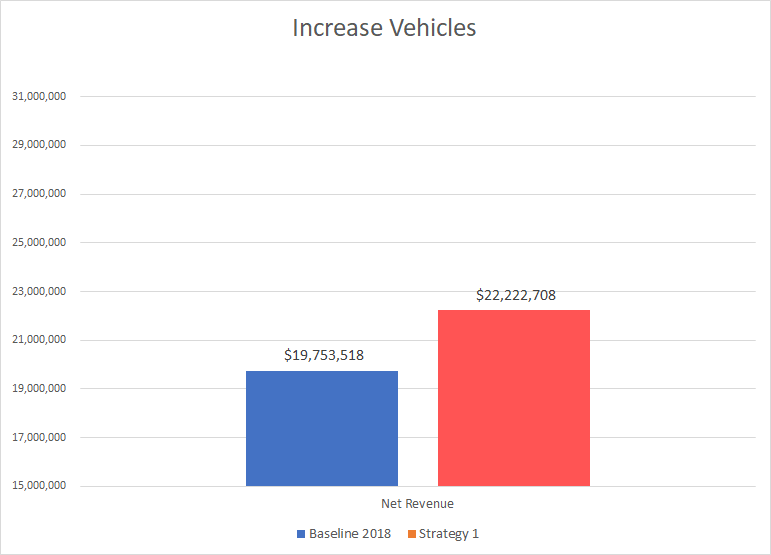 Increase Vehicles
31,000,000
29,000,000
27,000,000
25,000,000
23,000,000
21,000,000
19,000,000
17,000,000
15,000,000
$19,753,518
$22,222,708
Net Revenue
Baseline 2018
Strategy 1